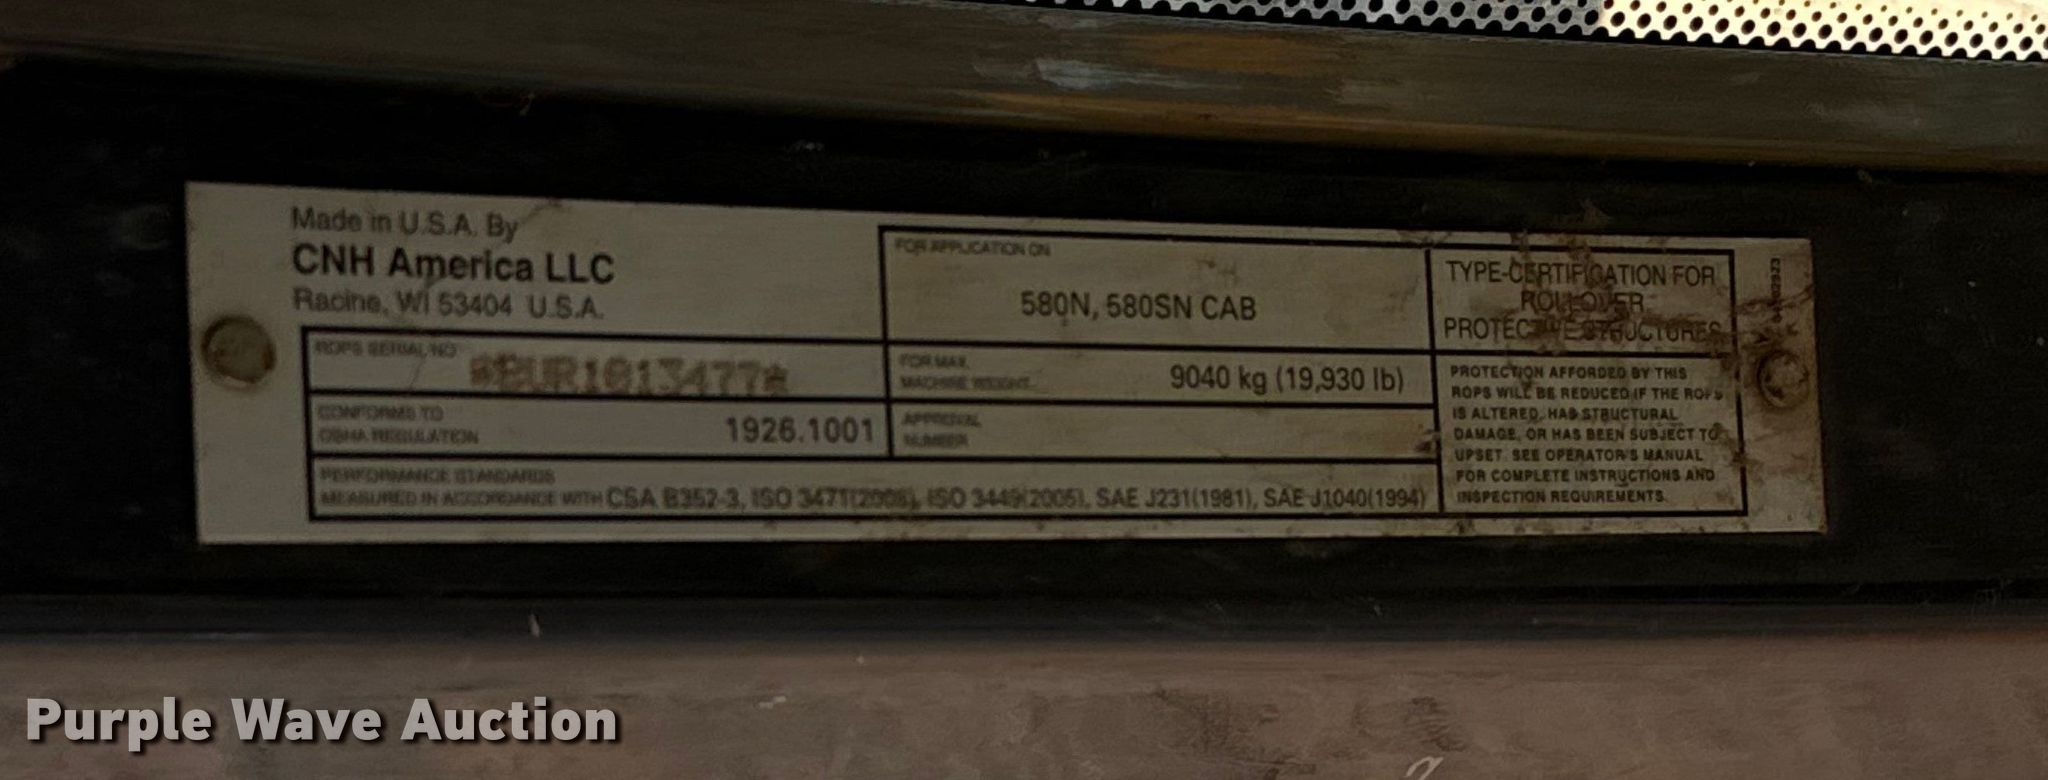 Made in U.S.A. By
CNH America LLC
Racine, WI 53404 U.S.A.
FOR APPLICATION ON
580N, 580SN CAB
TYPE-CERTIFICATION FOR
ROLLOVER
PROTECTIVE STRUCTURES
ROPS SERIAL NO
FOR MAX.
MACHINE WEIGHT
9040 kg (19,930 lb)
CONFORMS TO
OSHA REGULATION
1926.1001
APPROVAL
NUMBER
PERFORMANCE STANDARDS
MEASURED IN ACCORDANCE WITH CSA B352-3, ISO 3471(2008), ISO 3449(2005), SAE J231(1981), SAE J1040(1994)
PROTECTION AFFORDED BY THIS
ROPS WILL BE REDUCED IF THE ROPS
IS ALTERED, HAS STRUCTURAL
DAMAGE, OR HAS BEEN SUBJECT TO
UPSET. SEE OPERATOR'S MANUAL
FOR COMPLETE INSTRUCTIONS AND
INSPECTION REQUIREMENTS.
Purple Wave Auction